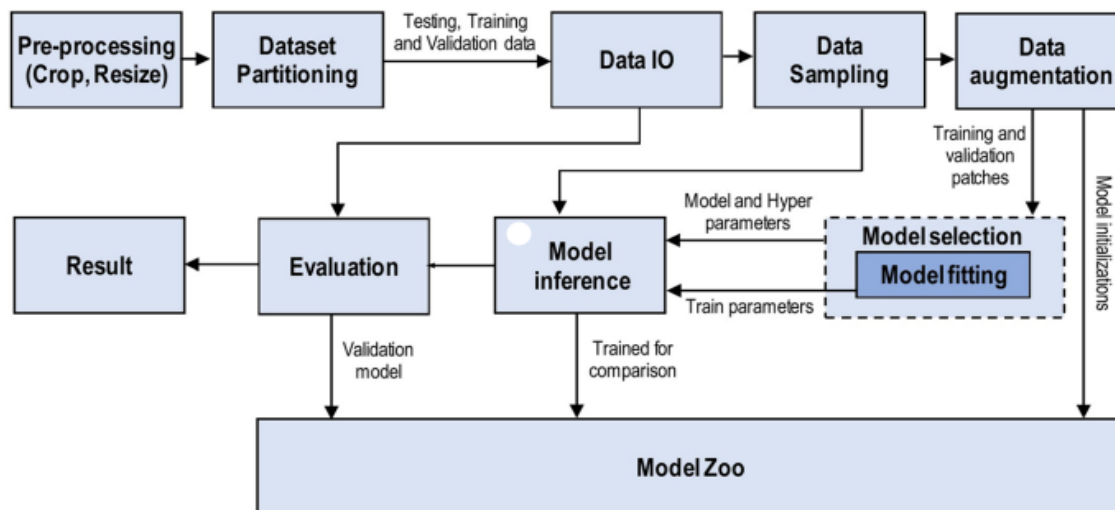 Pre-processing
(Crop, Resize)
Dataset
Partitioning
Testing, Training
and Validation data
Data IO
Data
Sampling
Data
augmentation
Training and
validation
patches
Model initializations
Model and Hyper
parameters
Model selection
Model fitting
Train parameters
Model
inference
Evaluation
Result
Validation
model
Trained for
comparison
Model Zoo